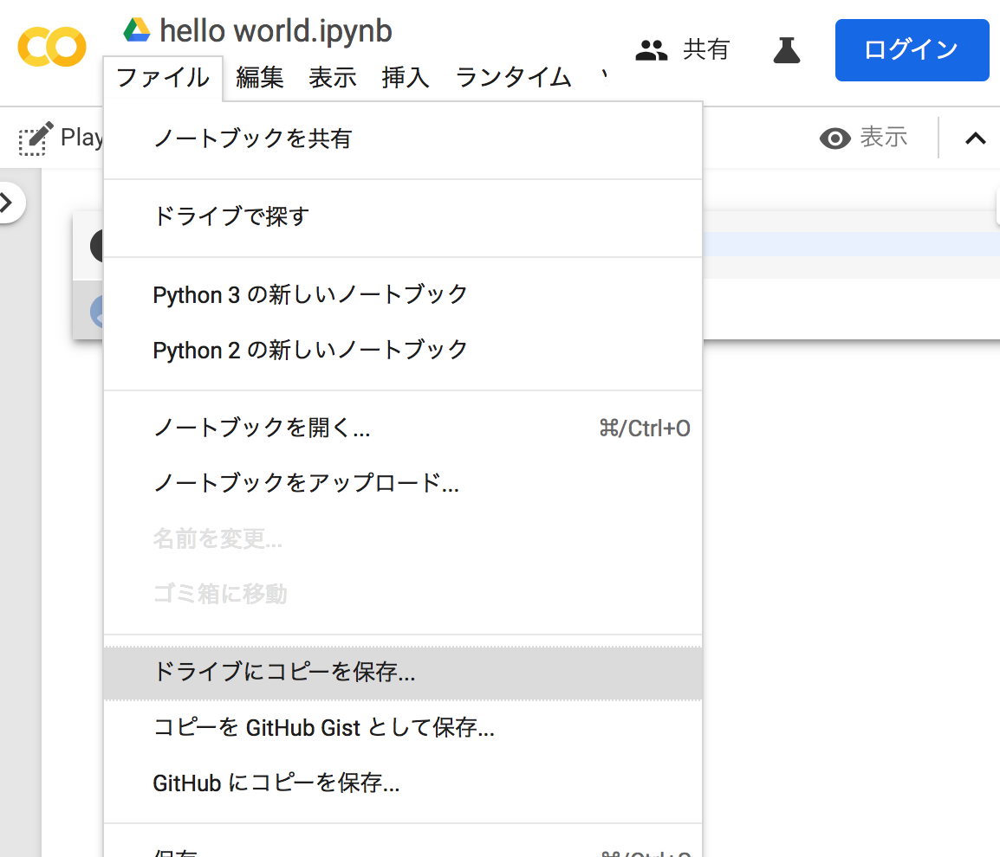 hello world.ipynb
共有
ログイン
ファイル 編集 表示 挿入 ランタイム
Play
表示
ノートブックを共有
ドライブで探す
Python 3 の新しいノートブック
Python 2 の新しいノートブック
ノートブックを開く... ⌘/Ctrl+O
ノートブックをアップロード...
名前を変更...
ゴミ箱に移動
ドライブにコピーを保存...
コピーを GitHub Gist として保存...
GitHub にコピーを保存...
保存